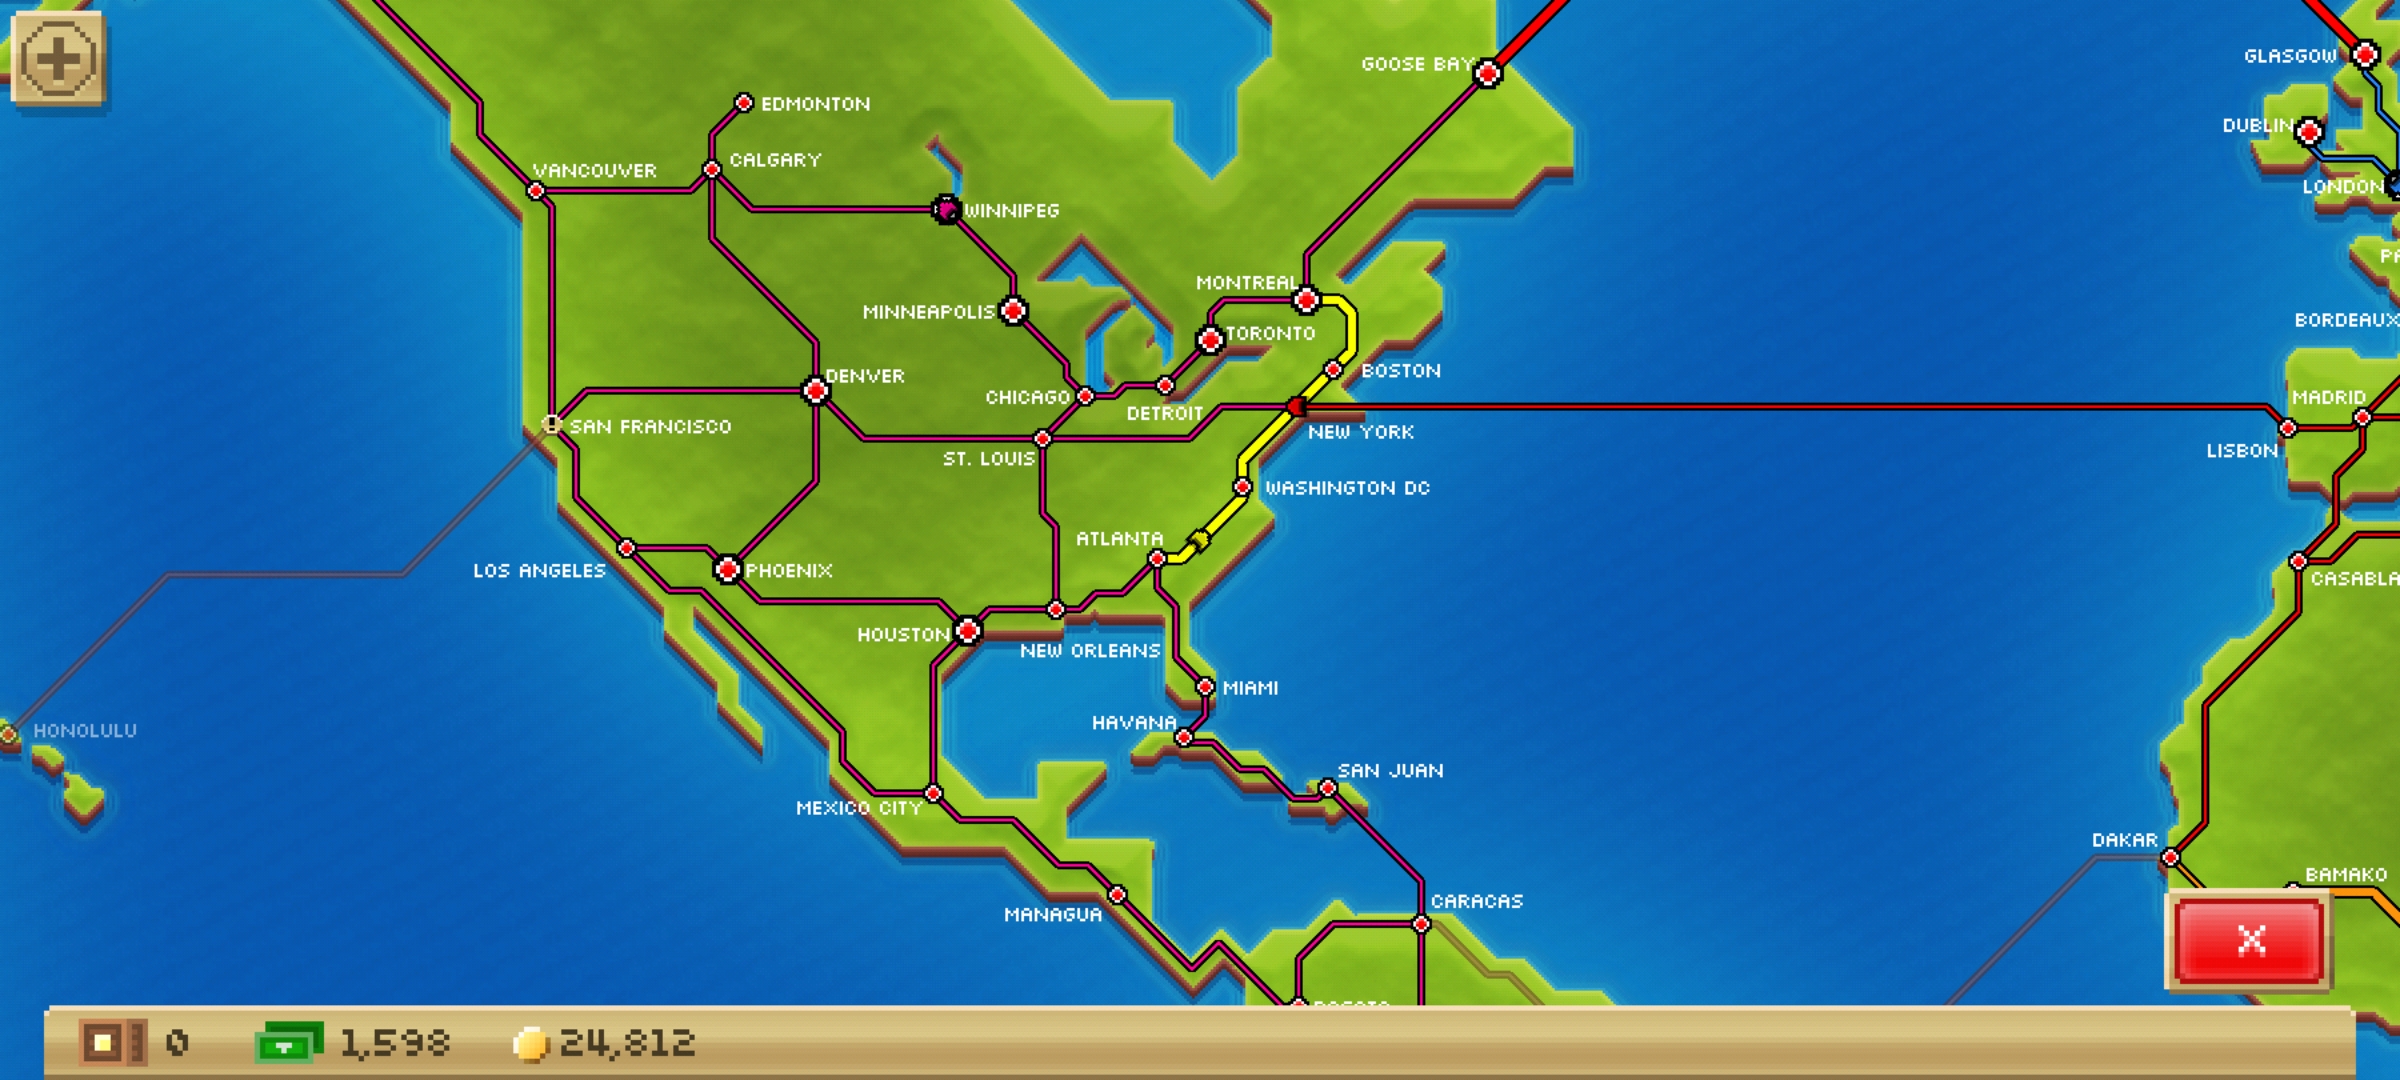 GOOSE BAY
GLASGOW
EDMONTON
DUBLIN
CALGARY
VANCOUVER
LONDON
WINNIPEG
MONTREAL
MINNEAPOLIS
TORONTO
BORDEAUX
BOSTON
DENVER
CHICAGO
MADRID
DETROIT
SAN FRANCISCO
NEW YORK
LISBON
ST. LOUIS
WASHINGTON DC
ATLANTA
LOS ANGELES
PHOENIX
CASABLA
HOUSTON
NEW ORLEANS
MIAMI
HAVANA
HONOLULU
SAN JUAN
MEXICO CITY
DAKAR
BAMAKO
CARACAS
MANAGUA
X
0 1,598 24,812